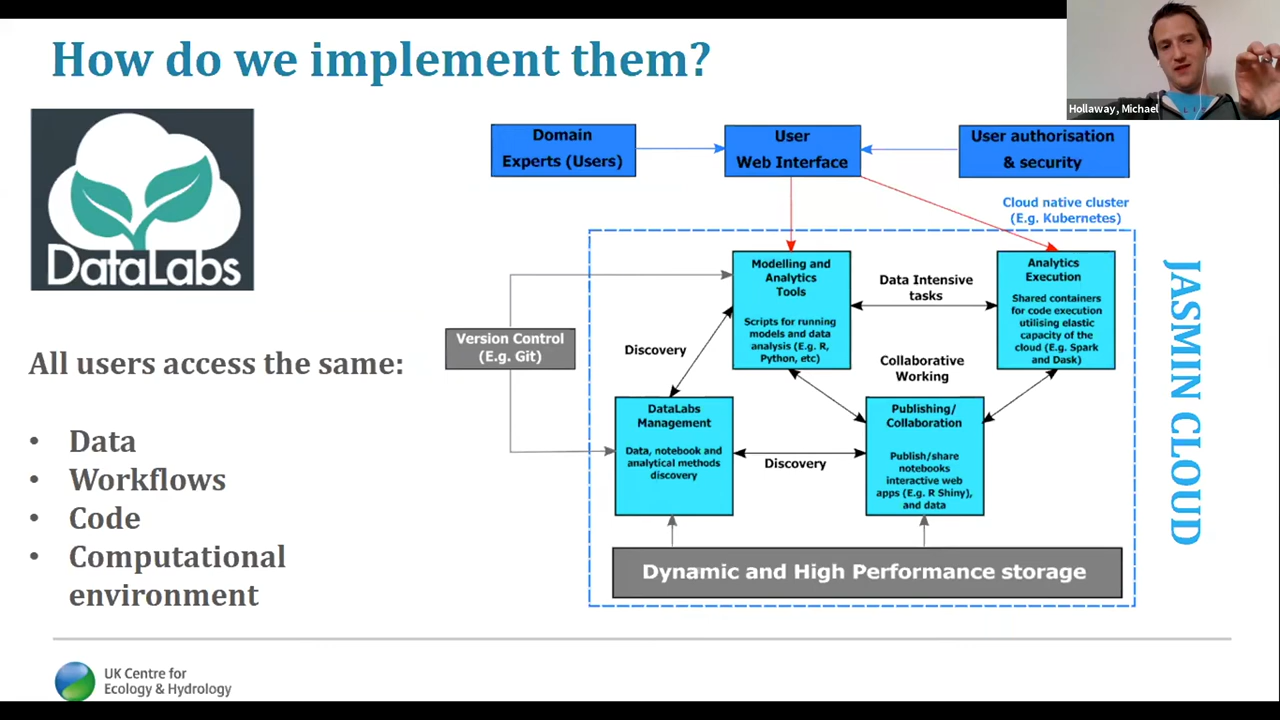 How do we implement them?
Hollaway, Michael
DataLabs
All users access the same:
• Data
• Workflows
• Code
• Computational
environment
Domain
Experts (Users)
User
Web Interface
User authorisation
& security
Cloud native cluster
(E.g. Kubernetes)
Modelling and
Analytics
Tools
Scripts for running
models and data
analysis (E.g. R,
Python, etc)
Data Intensive
tasks
Analytics
Execution
Shared containers
for code execution
utilising elastic
capacity of the
cloud (E.g. Spark
and Dask)
Version Control
(E.g. Git)
Discovery
Collaborative
Working
DataLabs
Management
Data, notebook and
analytical methods
discovery
Discovery
Publishing/
Collaboration
Publish/share
notebooks
interactive web
apps (E.g. R Shiny),
and data
Dynamic and High Performance storage
JASMIN CLOUD
UK Centre for
Ecology & Hydrology